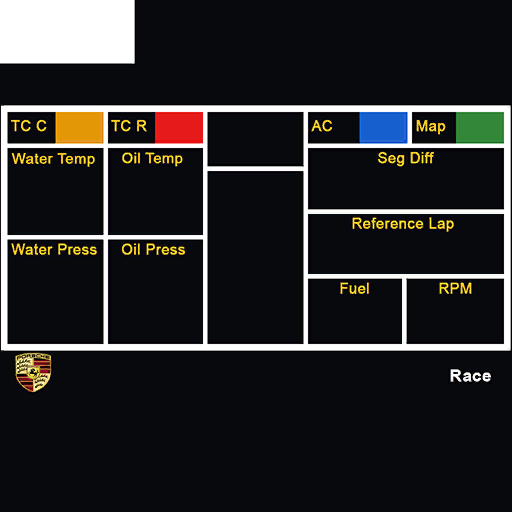 TC C
TC R
AC
Map
Water Temp
Oil Temp
Seg Diff
Reference Lap
Water Press
Oil Press
Fuel
RPM
PORSCHE
Race